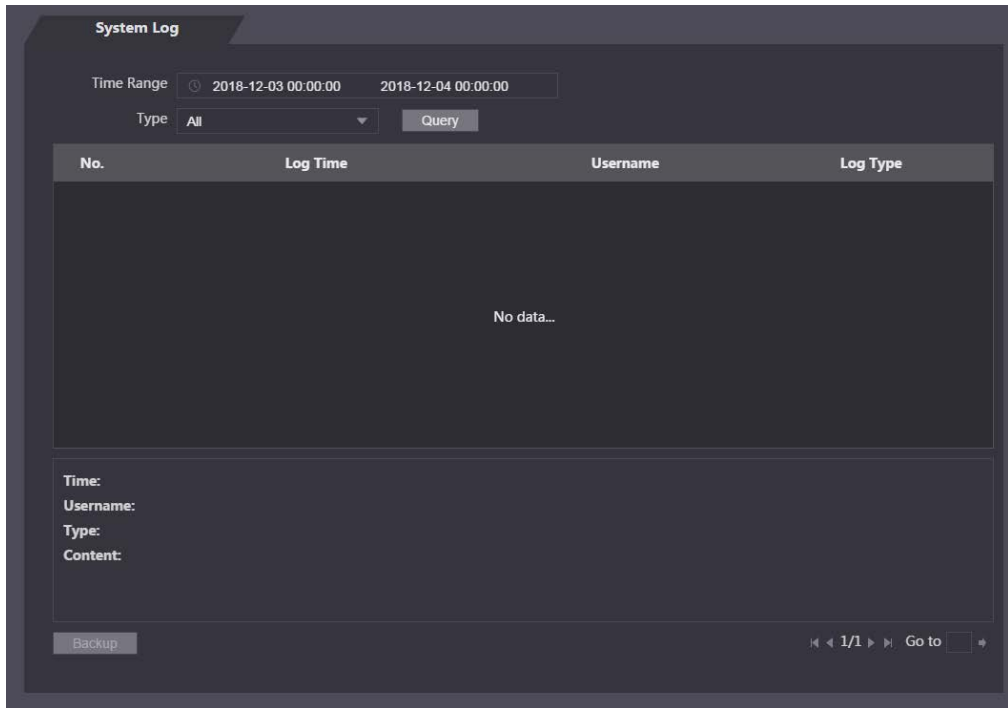 System Log
Time Range 2018-12-03 00:00:00 2018-12-04 00:00:00
Type All Query
No. Log Time Username Log Type
No data...
Time:
Username:
Type:
Content:
Backup 1/1 Go to